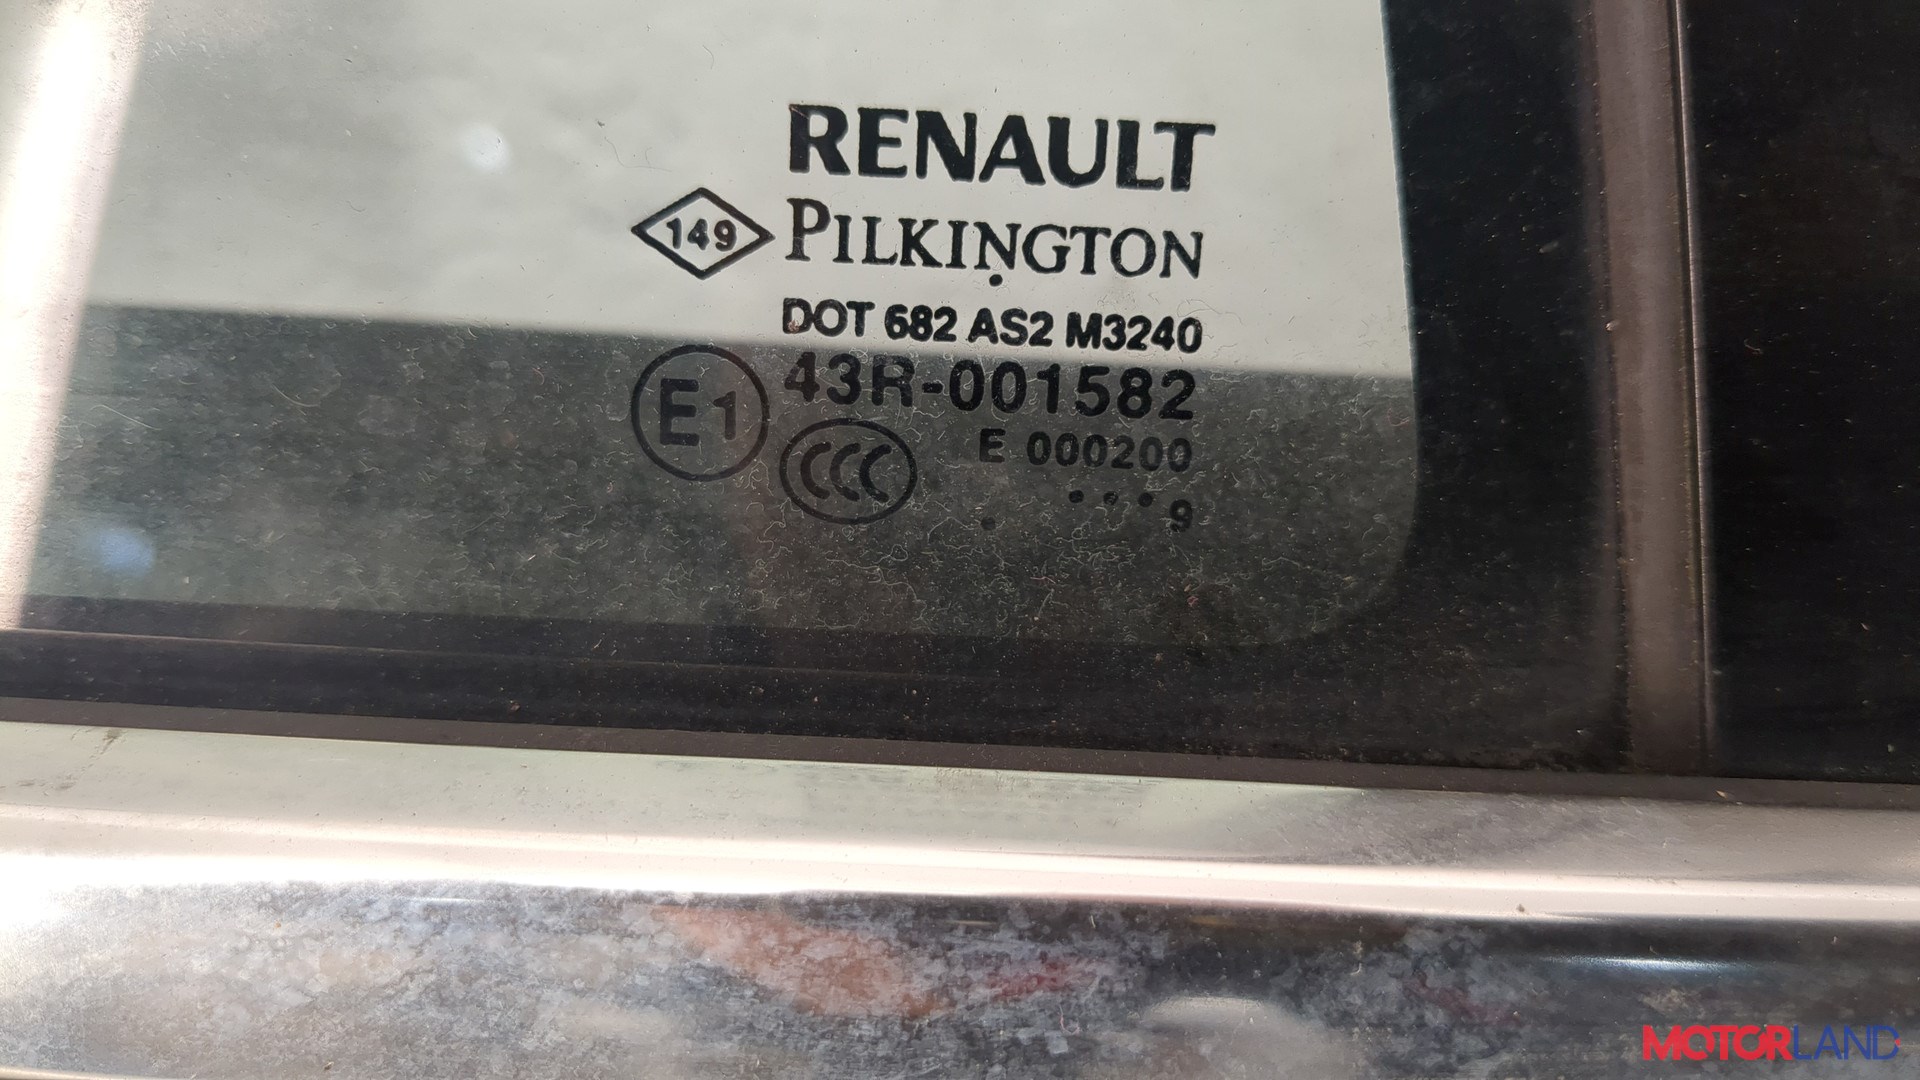 RENAULT
149 PILKINGTON
DOT 682 AS2 M3240
E1 43R-001582
CCC E 000200
9
MOTORLAND